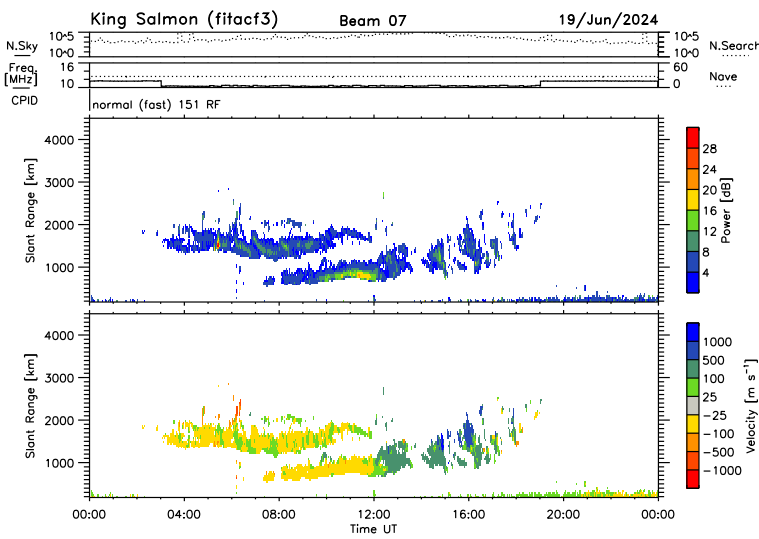 King Salmon (fitacf3) Beam 07 19/Jun/2024
N.Sky 10^5 10^5 N.Search
10^0 10^0
Freq. [MHz] 16 60 Nave
10 0
CPID normal (fast) 151 RF
Slant Range [km]
4000
3000
2000
1000
28
24
20
16
12
8
4
Power [dB]
Slant Range [km]
4000
3000
2000
1000
1000
500
100
25
−25
−100
−500
−1000
Velocity [m s⁻¹]
00:00 04:00 08:00 12:00 16:00 20:00 00:00
Time UT